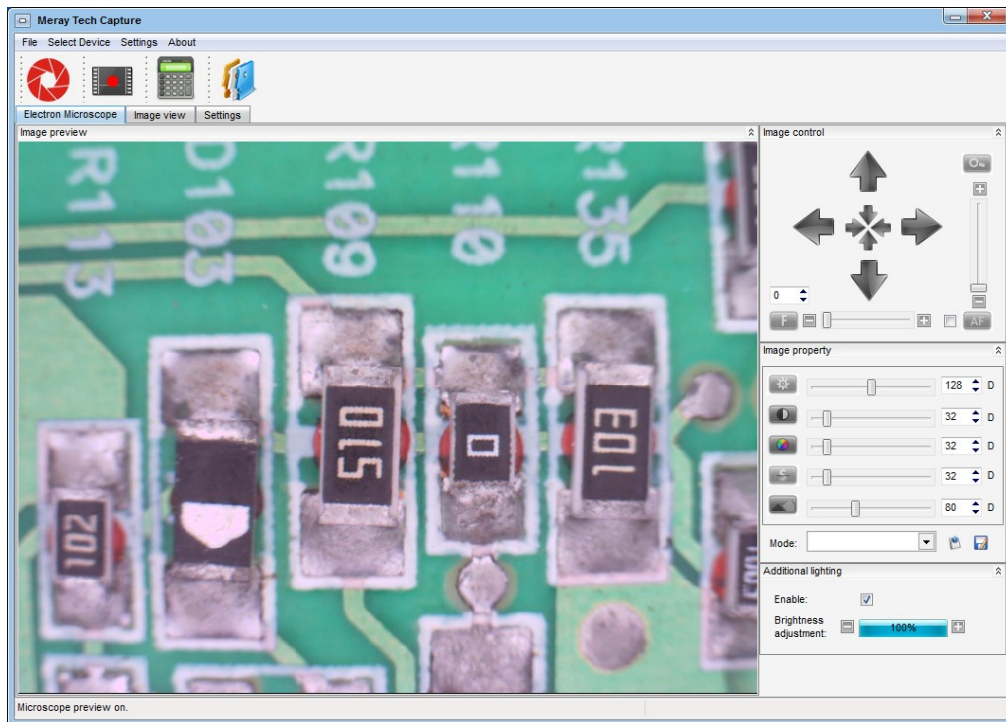 Meray Tech Capture
File Select Device Settings About
Electron Microscope Image view Settings
Image preview
Image control
R113
D103
R109
R110
R135
102
510
0
103
0
F
AF
Image property
128 D
32 D
32 D
S 32 D
80 D
Mode:
Additional lighting
Enable:
Brightness
adjustment:
100%
Microscope preview on.